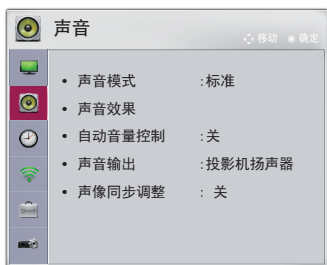 声音
移动 确定
• 声音模式 :标准
• 声音效果
• 自动音量控制 :关
• 声音输出 :投影机扬声器
• 声像同步调整 : 关